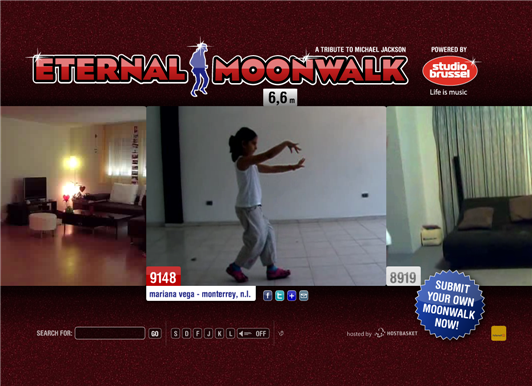 A TRIBUTE TO MICHAEL JACKSON
POWERED BY
ETERNAL MOONWALK
studio
brussel
Life is music
6,6 m
9148
mariana vega - monterrey, n.l.
8919
SUBMIT
YOUR OWN
MOONWALK
NOW!
SEARCH FOR:
GO
S D F J K L OFF
hosted by HOSTBASKET